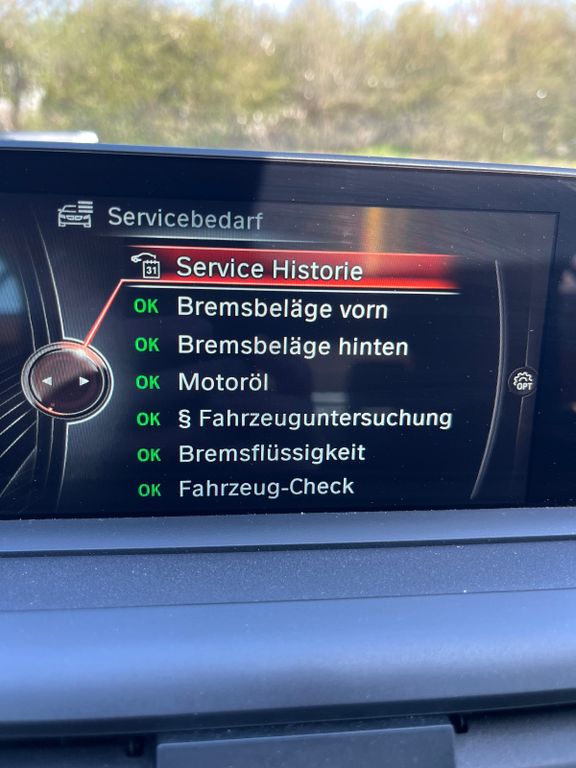 Servicebedarf
31 Service Historie
OK Bremsbeläge vorn
OK Bremsbeläge hinten
OK Motoröl
OK § Fahrzeuguntersuchung
OK Bremsflüssigkeit
OK Fahrzeug-Check
OPT